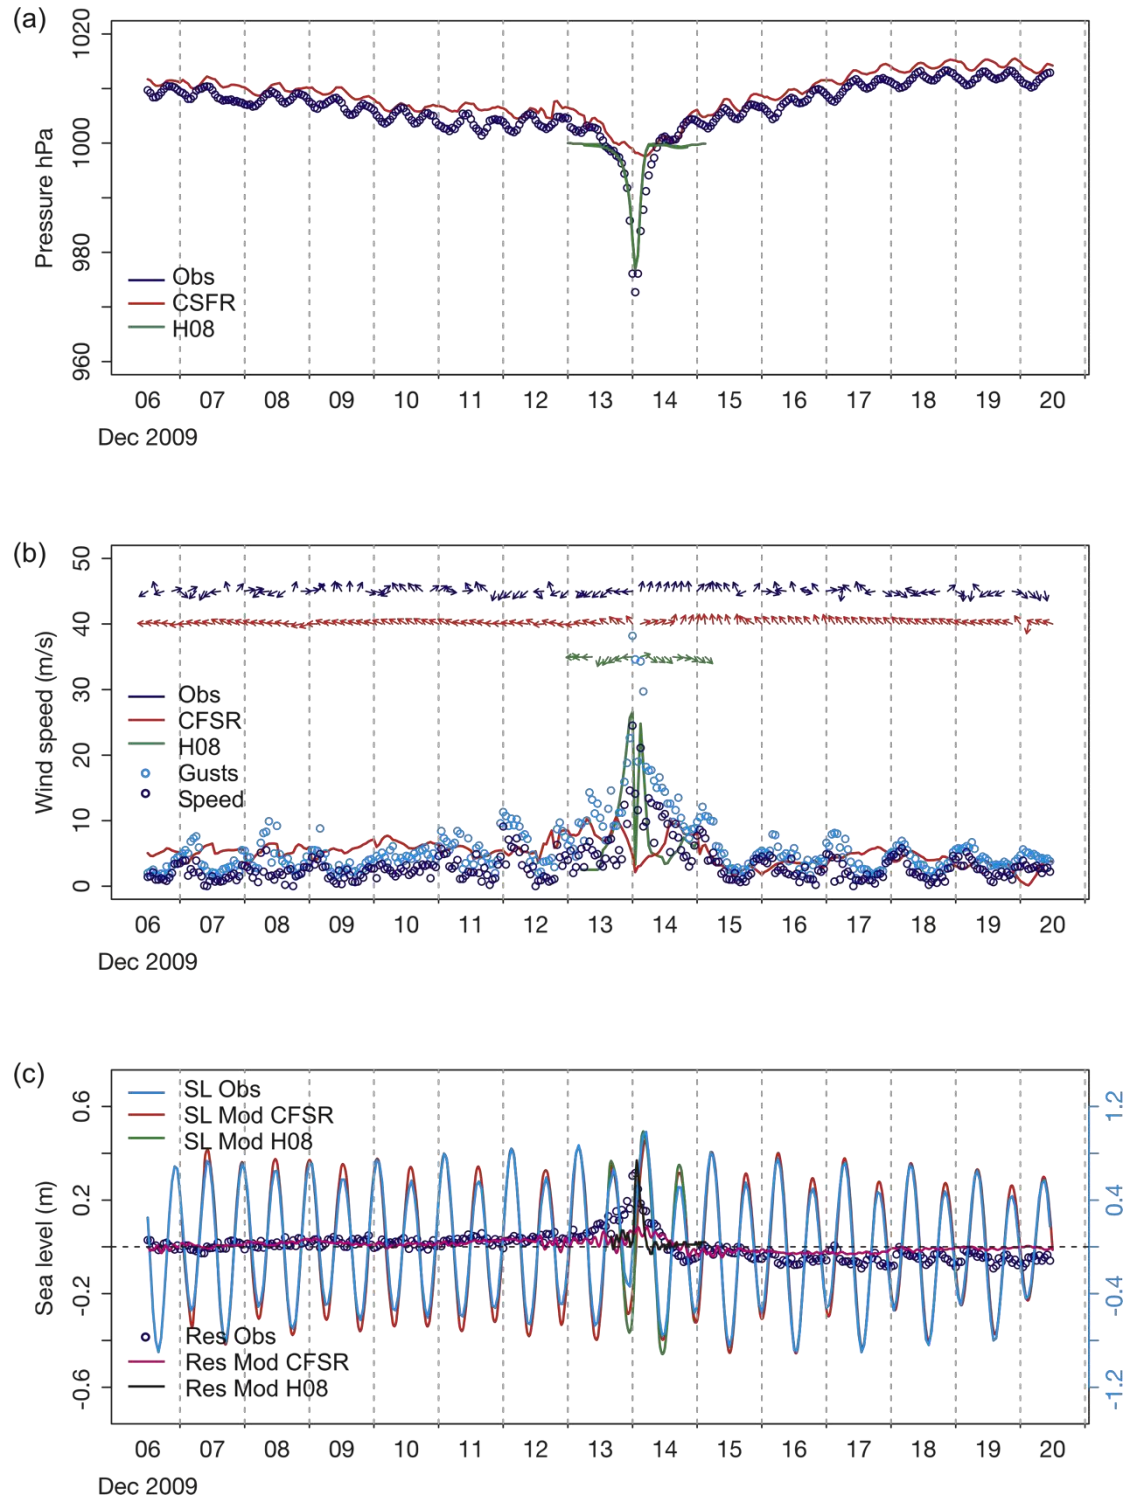 (a)
Pressure hPa
1020
1000
980
960
Obs
CSFR
H08
06 07 08 09 10 11 12 13 14 15 16 17 18 19 20
Dec 2009
(b)
Wind speed (m/s)
50
40
30
20
10
0
Obs
CFSR
H08
Gusts
Speed
06 07 08 09 10 11 12 13 14 15 16 17 18 19 20
Dec 2009
(c)
Sea level (m)
0.6
0.2
-0.2
-0.6
SL Obs
SL Mod CFSR
SL Mod H08
Res Obs
Res Mod CFSR
Res Mod H08
1.2
0.4
-0.4
-1.2
06 07 08 09 10 11 12 13 14 15 16 17 18 19 20
Dec 2009